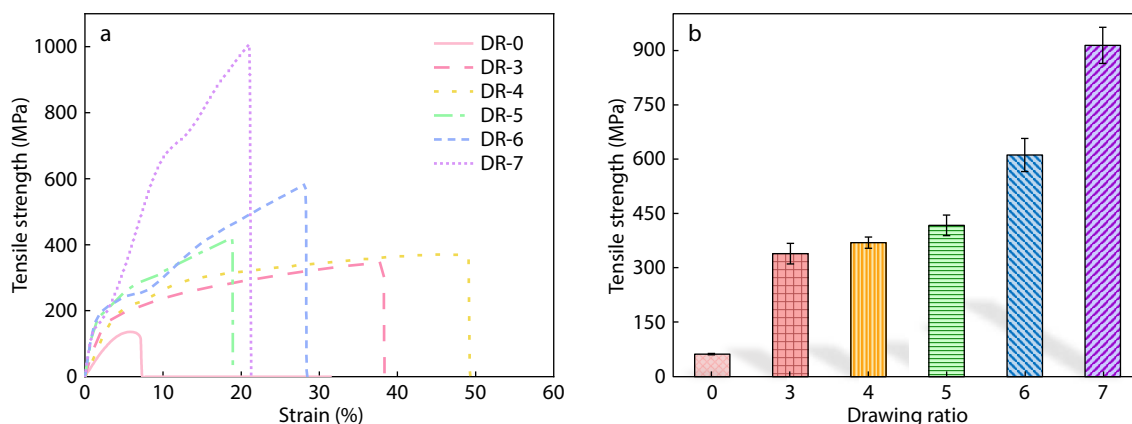 a
Tensile strength (MPa)
1000
800
600
400
200
0
0 10 20 30 40 50 60
Strain (%)
DR-0
DR-3
DR-4
DR-5
DR-6
DR-7
b
Tensile strength (MPa)
900
750
600
450
300
150
0
0 3 4 5 6 7
Drawing ratio